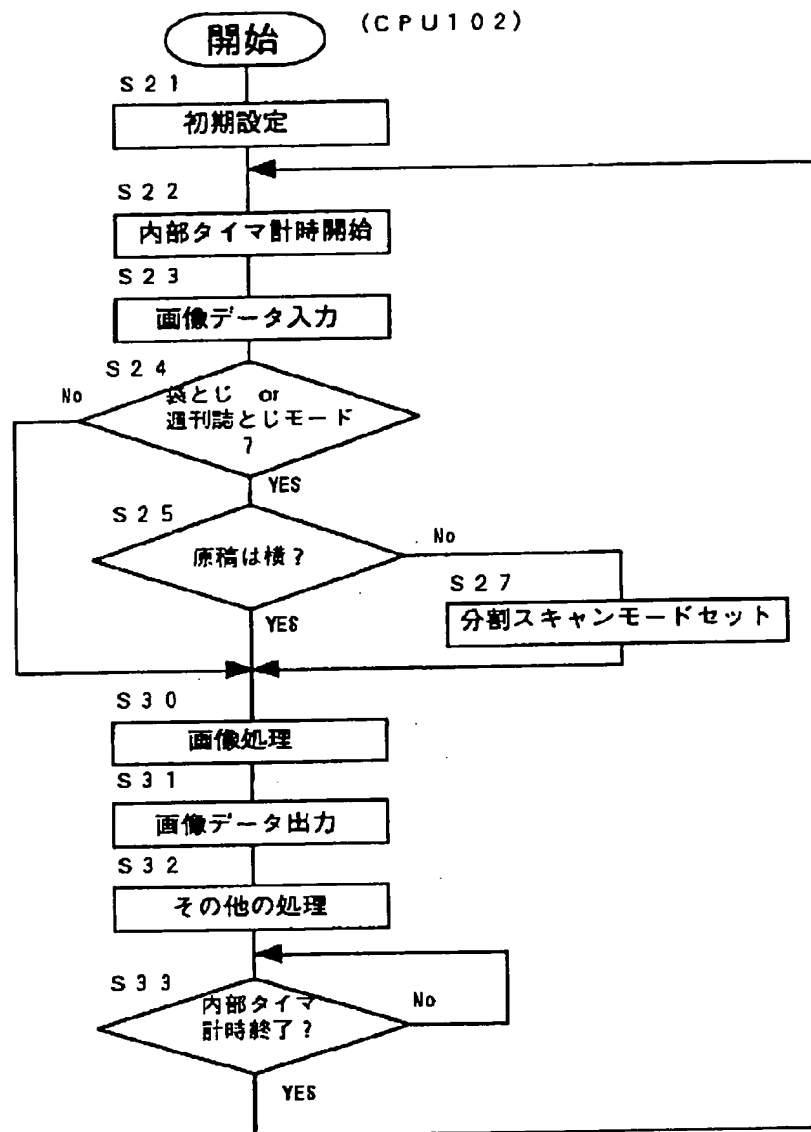 開始
(CPU102)
S21
初期設定
S22
内部タイマ計時開始
S23
画像データ入力
S24
No
袋とじ or
週刊誌とじモード
?
YES
S25
原稿は横?
No
YES
S27
分割スキャンモードセット
S30
画像処理
S31
画像データ出力
S32
その他の処理
S33
内部タイマ
計時終了?
No
YES